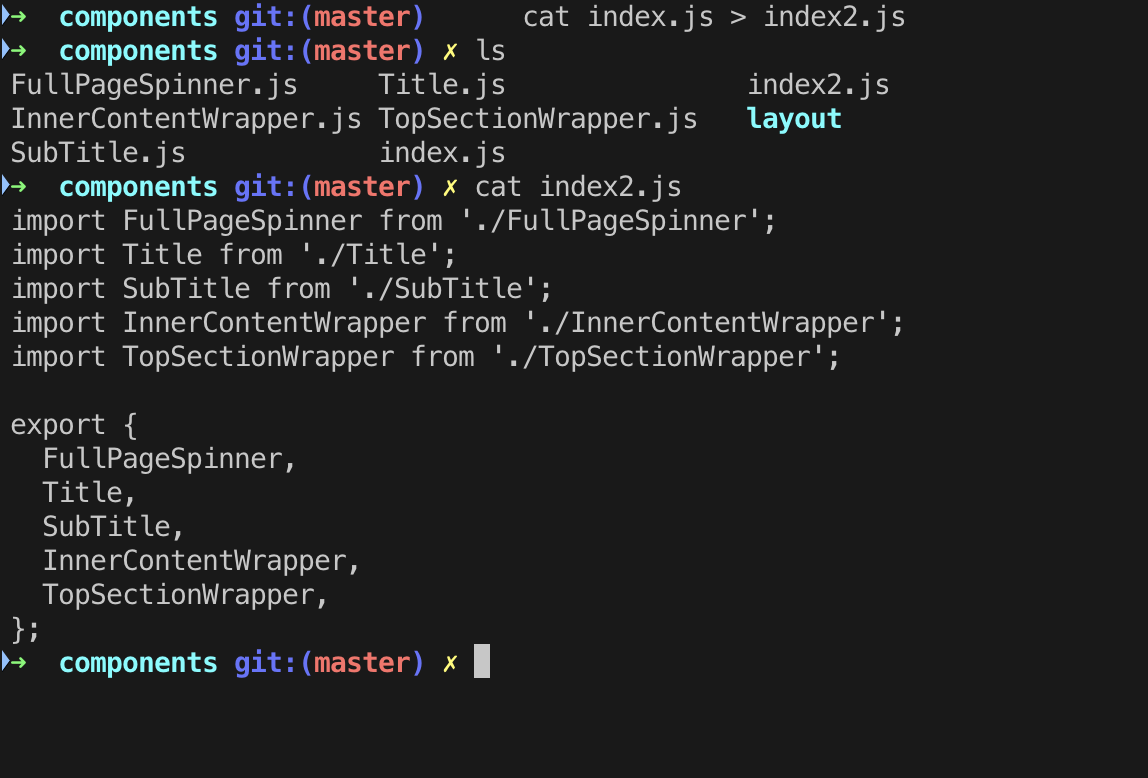 ➜  components git:(master)      cat index.js > index2.js
➜  components git:(master) ✗ ls
FullPageSpinner.js     Title.js               index2.js
InnerContentWrapper.js TopSectionWrapper.js   layout
SubTitle.js            index.js
➜  components git:(master) ✗ cat index2.js
import FullPageSpinner from './FullPageSpinner';
import Title from './Title';
import SubTitle from './SubTitle';
import InnerContentWrapper from './InnerContentWrapper';
import TopSectionWrapper from './TopSectionWrapper';

export {
  FullPageSpinner,
  Title,
  SubTitle,
  InnerContentWrapper,
  TopSectionWrapper,
};
➜  components git:(master) ✗